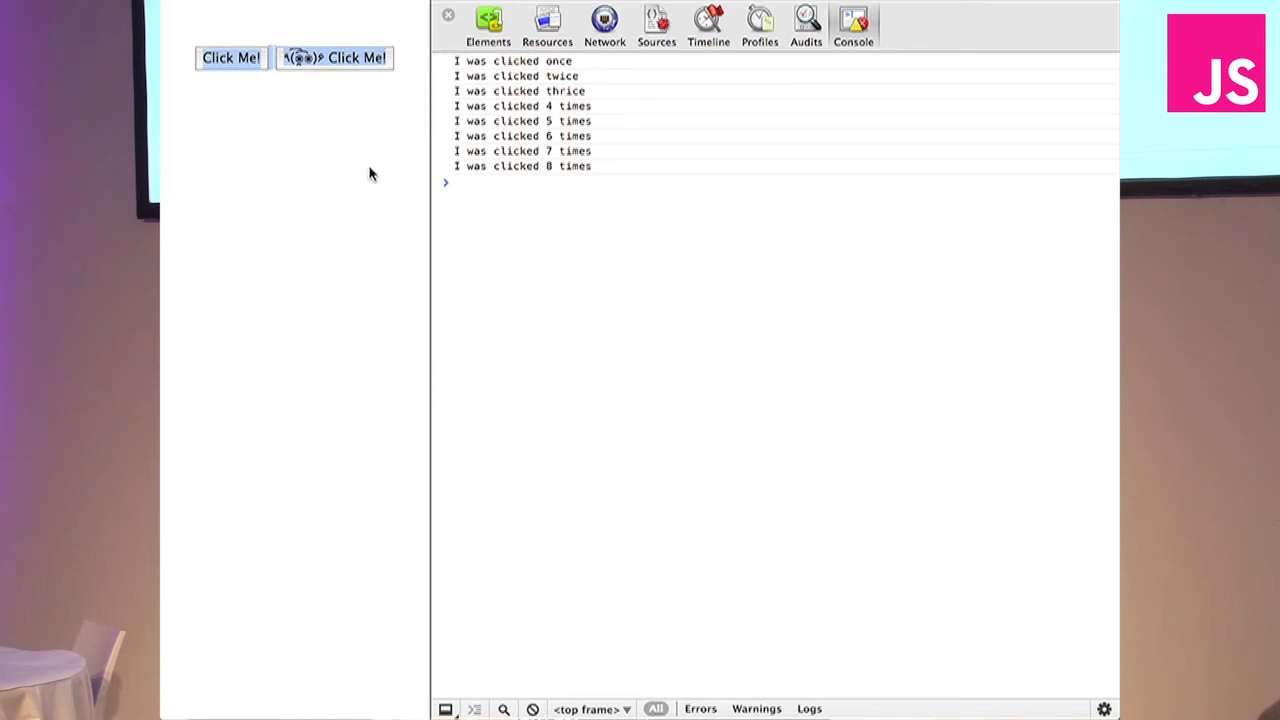 Click Me!
Click Me!
Elements
Resources
Network
Sources
Timeline
Profiles
Audits
Console
I was clicked once
I was clicked twice
I was clicked thrice
I was clicked 4 times
I was clicked 5 times
I was clicked 6 times
I was clicked 7 times
I was clicked 8 times
>
<top frame>
All
Errors
Warnings
Logs
JS